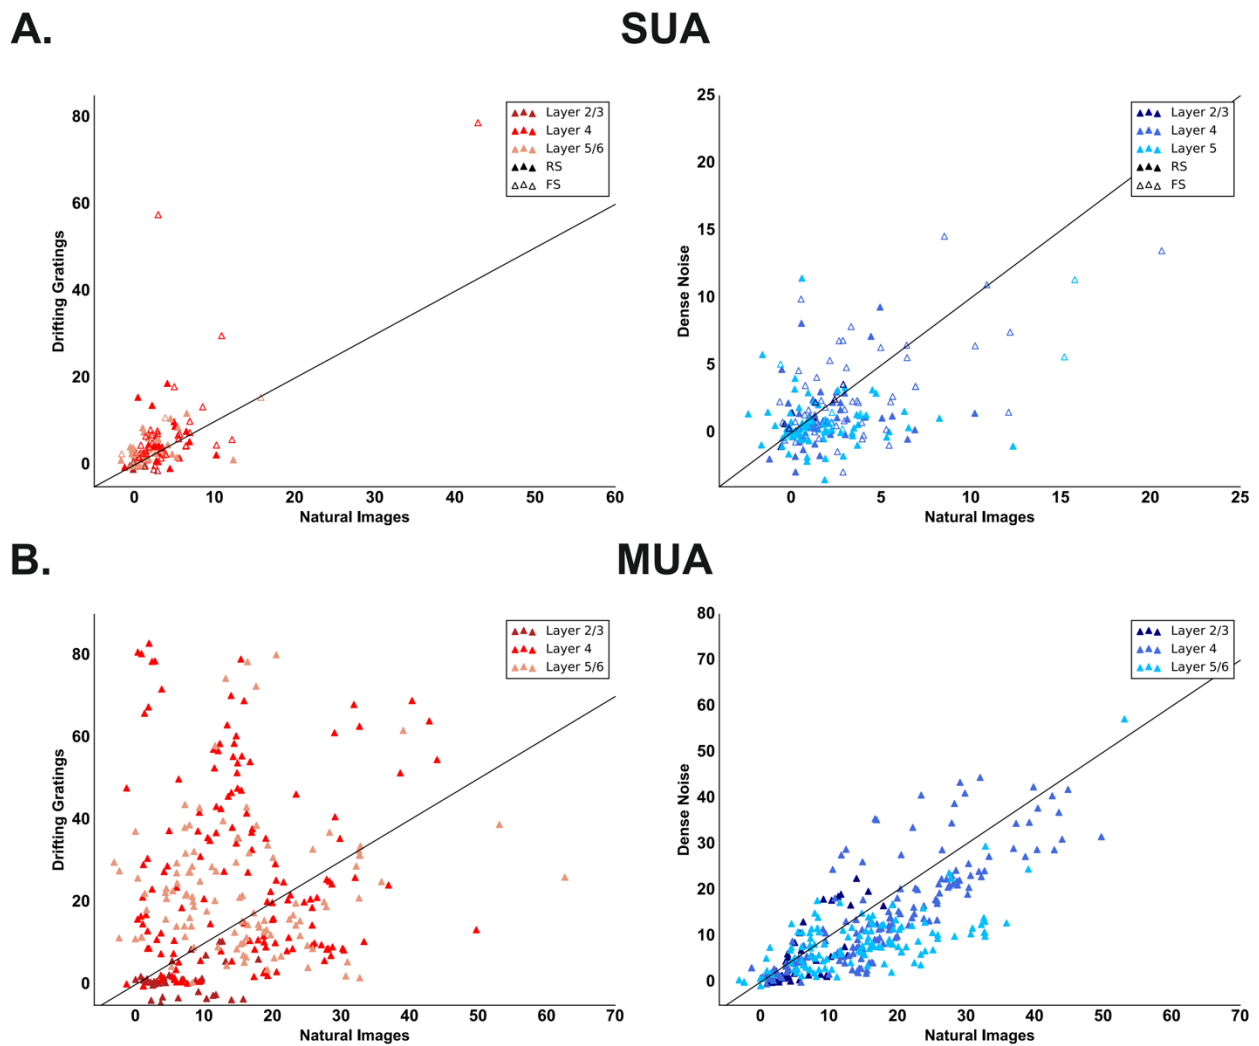 A.
SUA
80
60
40
20
0
Drifting Gratings
Layer 2/3
Layer 4
Layer 5/6
RS
FS
0 10 20 30 40 50 60
Natural Images
25
20
15
10
5
0
Dense Noise
Layer 2/3
Layer 4
Layer 5
RS
FS
0 5 10 15 20 25
Natural Images
B.
MUA
80
60
40
20
0
Drifting Gratings
Layer 2/3
Layer 4
Layer 5/6
0 10 20 30 40 50 60 70
Natural Images
80
70
60
50
40
30
20
10
0
Dense Noise
Layer 2/3
Layer 4
Layer 5/6
0 10 20 30 40 50 60 70
Natural Images